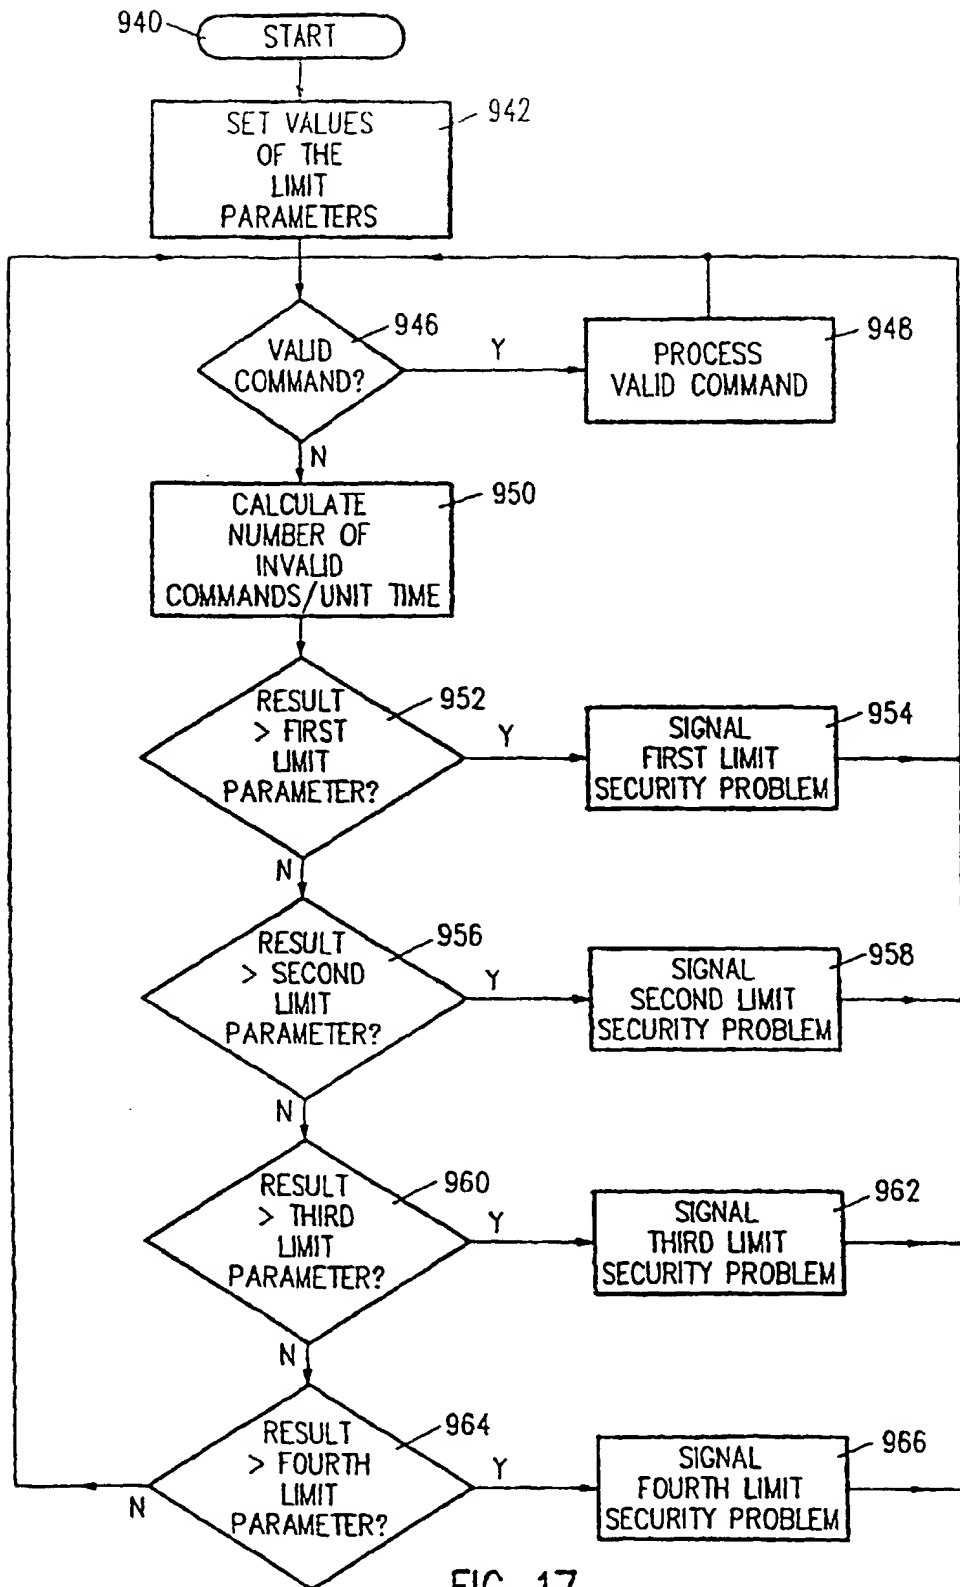 940
START
942
SET VALUES
OF THE
LIMIT
PARAMETERS
946
VALID
COMMAND?
Y
948
PROCESS
VALID COMMAND
N
950
CALCULATE
NUMBER OF
INVALID
COMMANDS/UNIT TIME
952
RESULT
> FIRST
LIMIT
PARAMETER?
Y
954
SIGNAL
FIRST LIMIT
SECURITY PROBLEM
N
956
RESULT
> SECOND
LIMIT
PARAMETER?
Y
958
SIGNAL
SECOND LIMIT
SECURITY PROBLEM
N
960
RESULT
> THIRD
LIMIT
PARAMETER?
Y
962
SIGNAL
THIRD LIMIT
SECURITY PROBLEM
N
964
RESULT
> FOURTH
LIMIT
PARAMETER?
N
Y
966
SIGNAL
FOURTH LIMIT
SECURITY PROBLEM
FIG. 17